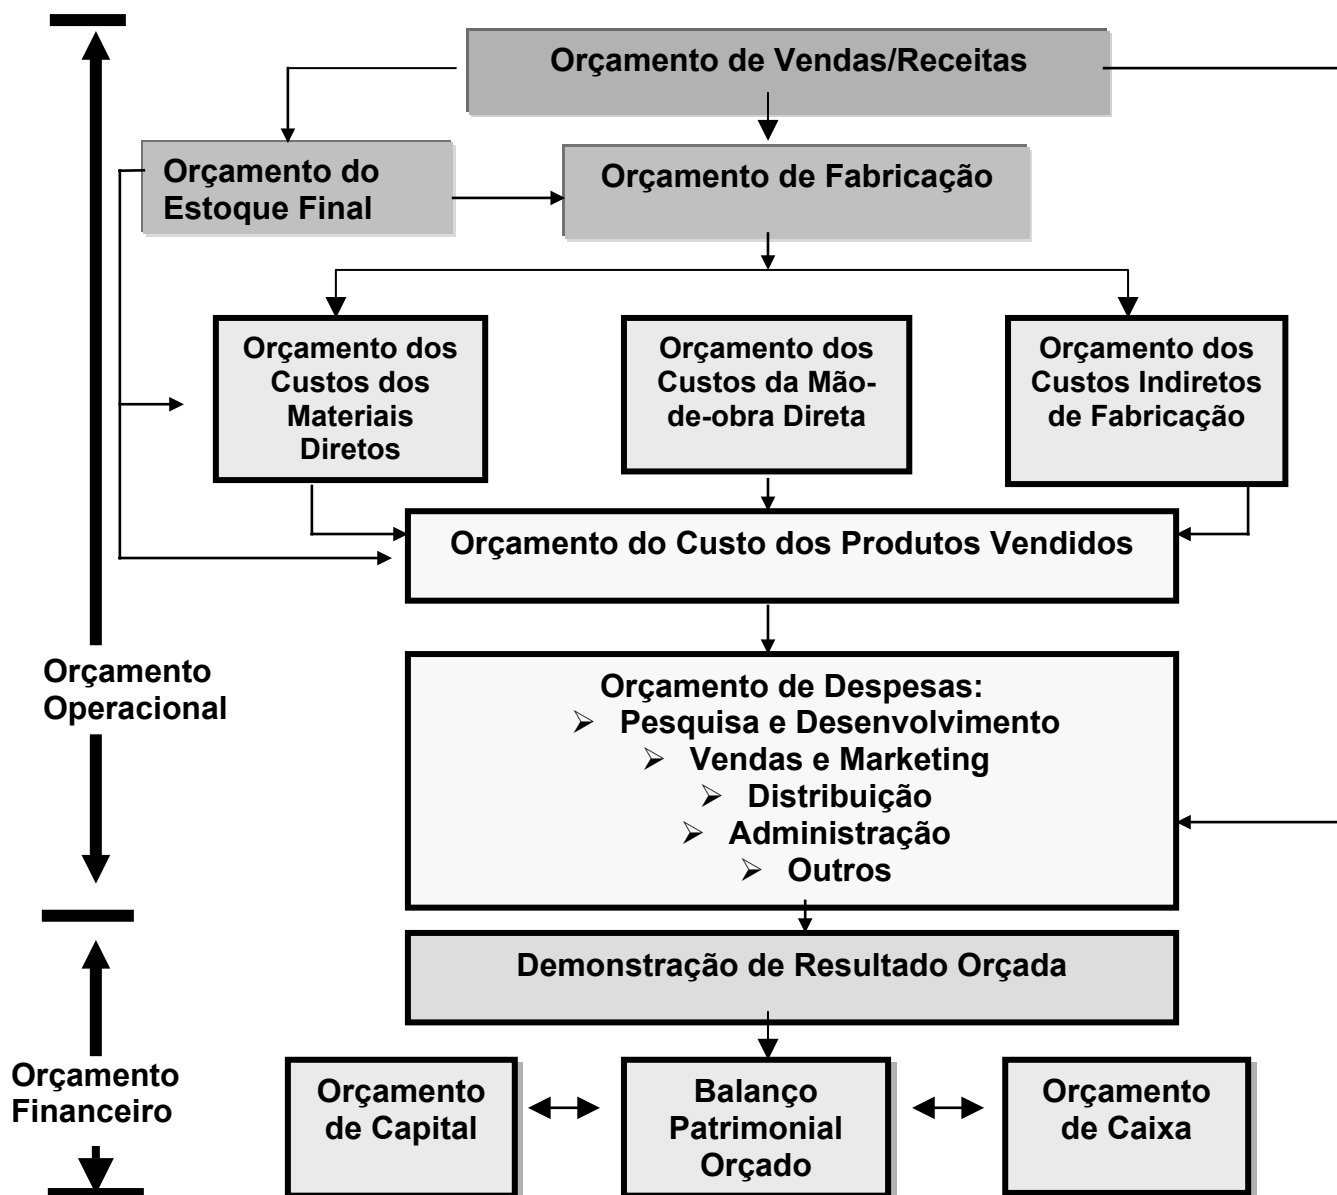 Orçamento de Vendas/Receitas
Orçamento do
Estoque Final
Orçamento de Fabricação
Orçamento dos
Custos dos
Materiais
Diretos
Orçamento dos
Custos da Mão-
de-obra Direta
Orçamento dos
Custos Indiretos
de Fabricação
Orçamento do Custo dos Produtos Vendidos
Orçamento
Operacional
Orçamento de Despesas:
➢ Pesquisa e Desenvolvimento
➢ Vendas e Marketing
➢ Distribuição
➢ Administração
➢ Outros
Demonstração de Resultado Orçada
Orçamento
Financeiro
Orçamento
de Capital
Balanço
Patrimonial
Orçado
Orçamento
de Caixa